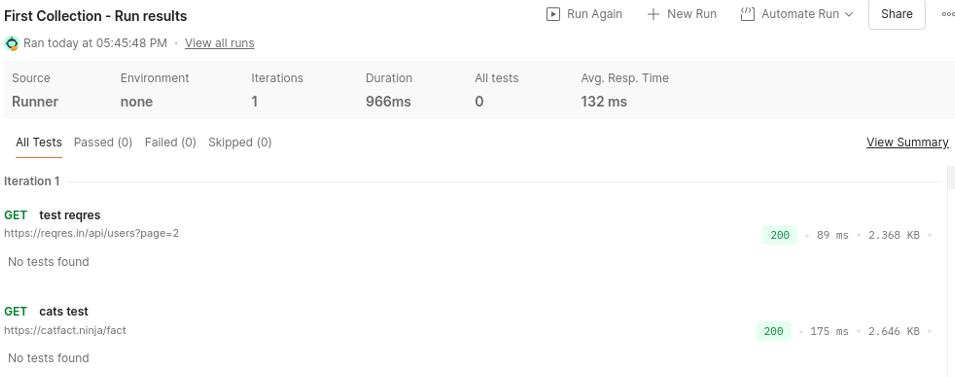 First Collection - Run results
Run Again
New Run
Automate Run
Share
Ran today at 05:45:48 PM · View all runs
Source Environment Iterations Duration All tests Avg. Resp. Time
Runner none 1 966ms 0 132 ms
All Tests Passed (0) Failed (0) Skipped (0) View Summary
Iteration 1
GET test reqres
https://reqres.in/api/users?page=2
200 • 89 ms • 2.368 KB •
No tests found
GET cats test
https://catfact.ninja/fact
200 • 175 ms • 2.646 KB •
No tests found